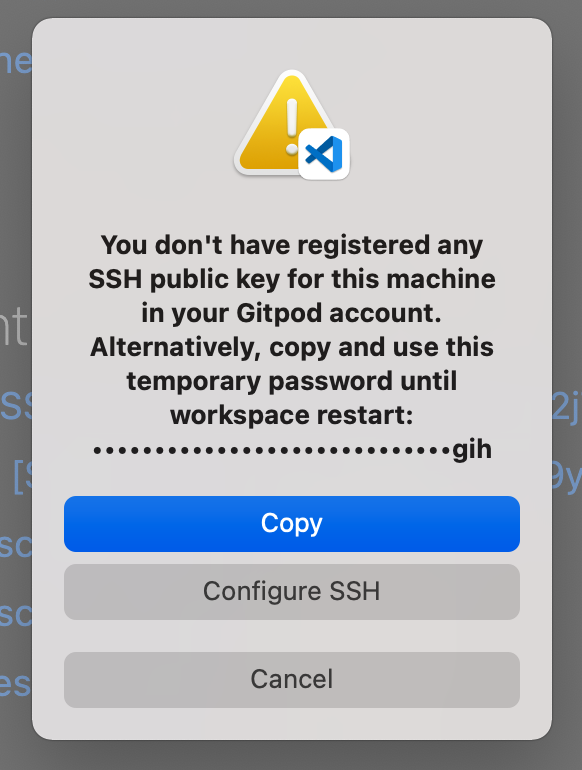 You don't have registered any
SSH public key for this machine
in your Gitpod account.
Alternatively, copy and use this
temporary password until
workspace restart:
•••••••••••••••••••••••••••••gih
Copy
Configure SSH
Cancel